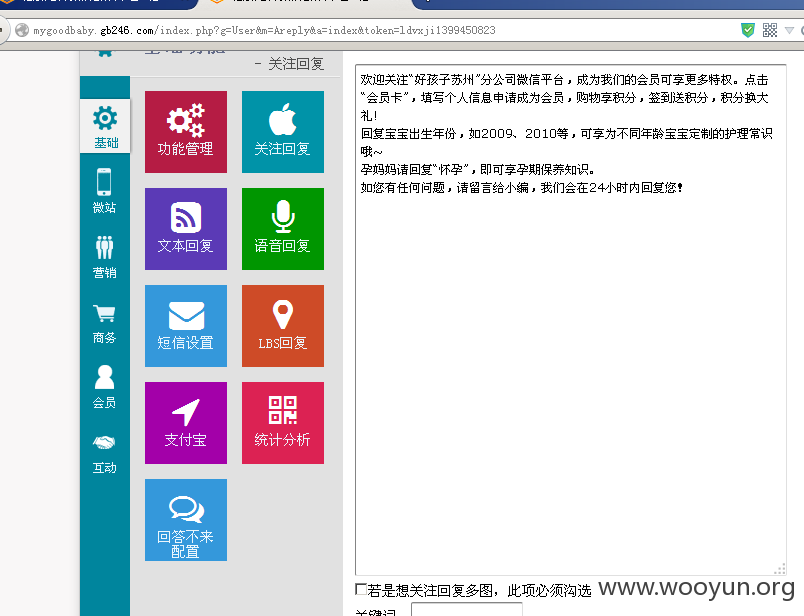 mygoodbaby.gb246.com/index.php?g=User&m=Areply&a=index&token=ldvxji1399450823
- 关注回复
基础
微站
营销
商务
会员
互动
功能管理
关注回复
文本回复
语音回复
短信设置
LBS回复
支付宝
统计分析
回答不来
配置
欢迎关注“好孩子苏州”分公司微信平台，成为我们的会员可享更多特权。点击
“会员卡”，填写个人信息申请成为会员，购物享积分，签到送积分，积分换大
礼！
回复宝宝出生年份，如2009、2010等，可享为不同年龄宝宝定制的护理常识
哦~
孕妈妈请回复“怀孕”，即可享孕期保养知识。
如您有任何问题，请留言给小编，我们会在24小时内回复您！
若是想关注回复多图，此项必须勾选
关键词
www.wooyun.org